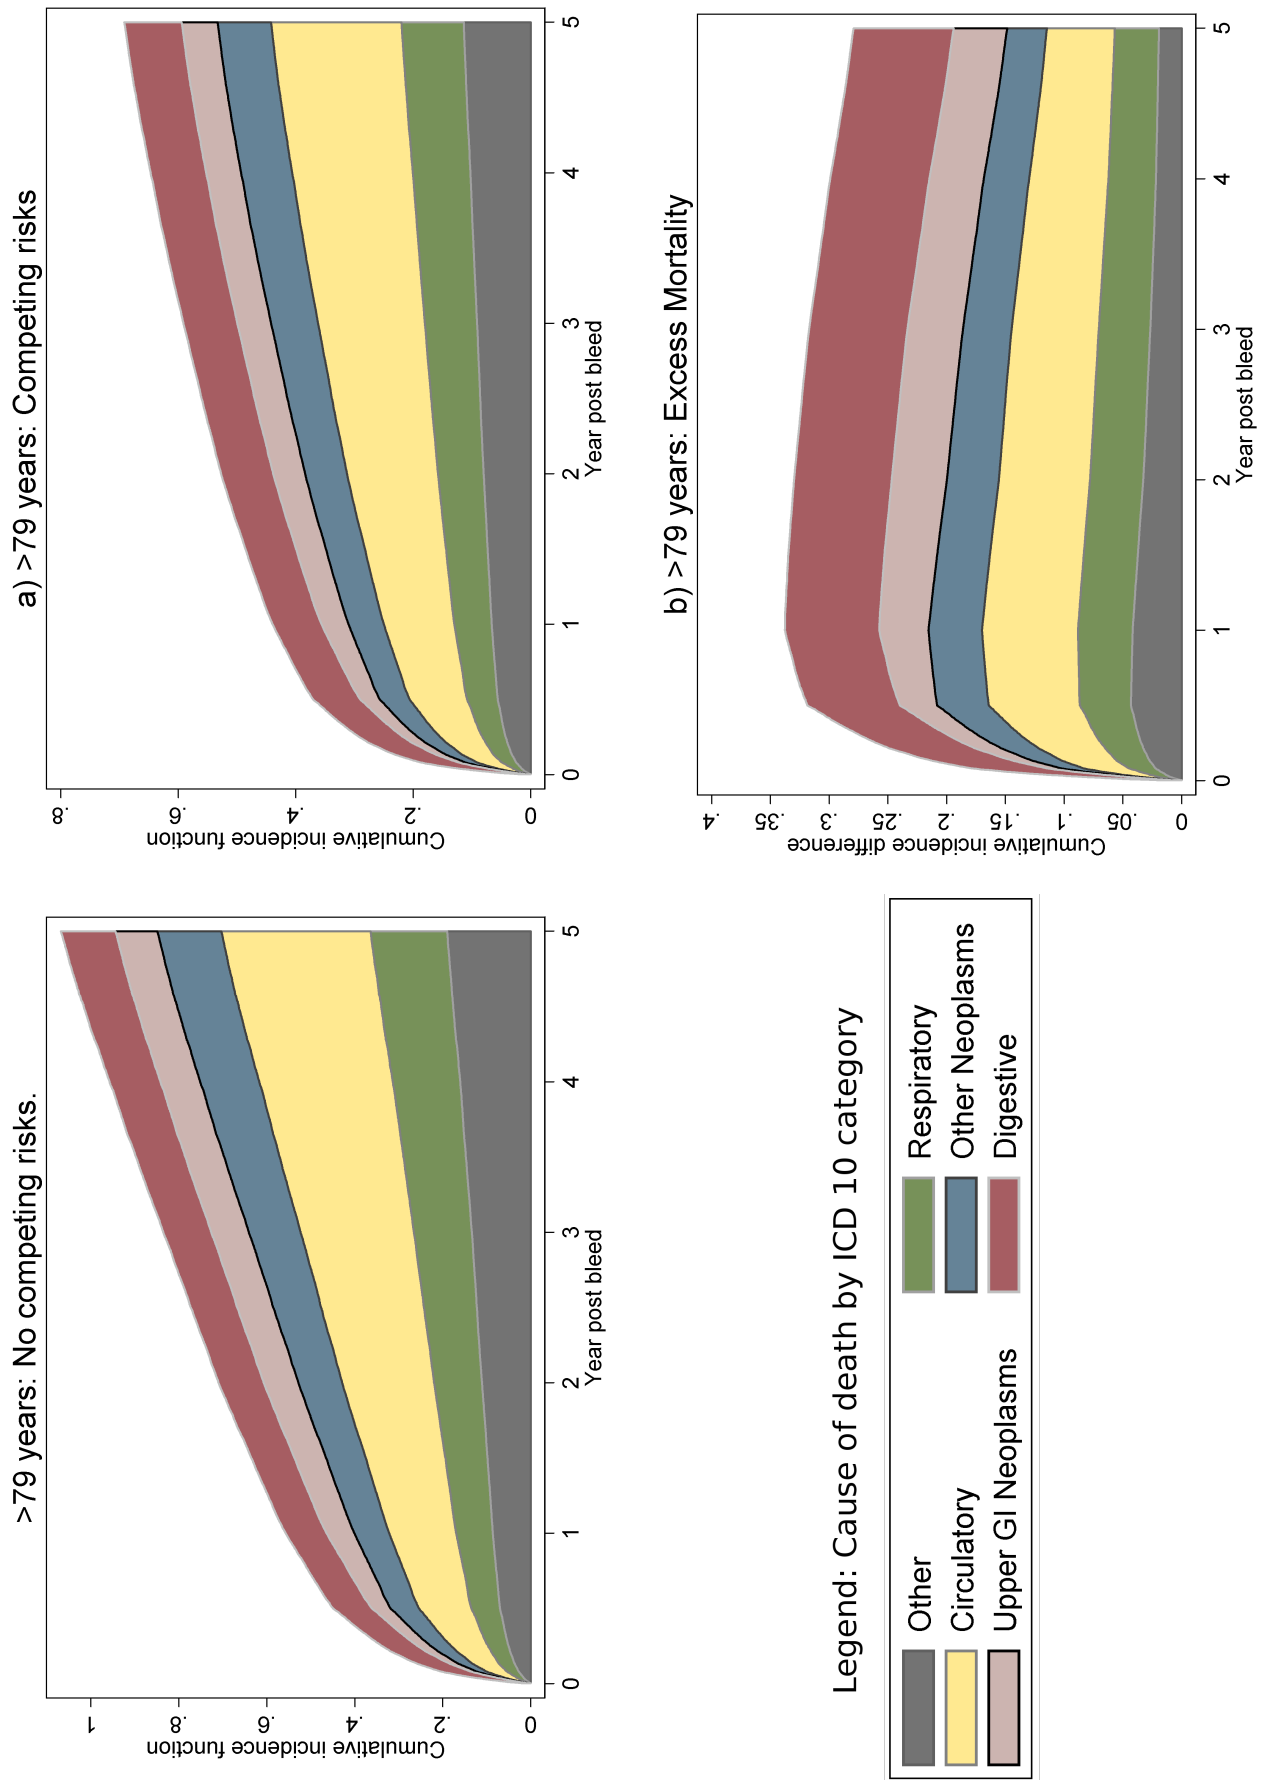 >79 years: No competing risks.
Cumulative incidence function
0
.2
.4
.6
.8
1
0 1 2 3 4 5
Year post bleed
a) >79 years: Competing risks
Cumulative incidence function
0
.2
.4
.6
.8
0 1 2 3 4 5
Year post bleed
Legend: Cause of death by ICD 10 category
Other Respiratory
Circulatory Other Neoplasms
Upper GI Neoplasms Digestive
b) >79 years: Excess Mortality
Cumulative incidence difference
0
.05
.1
.15
.2
.25
.3
.35
.4
0 1 2 3 4 5
Year post bleed